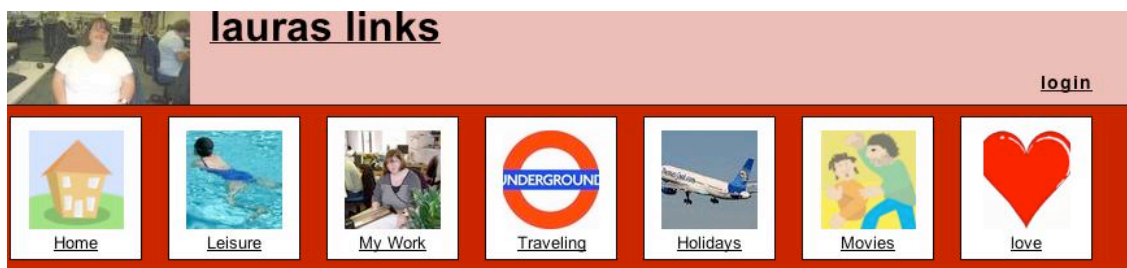 lauras links
login
UNDERGROUND
Home
Leisure
My Work
Traveling
Holidays
Movies
love